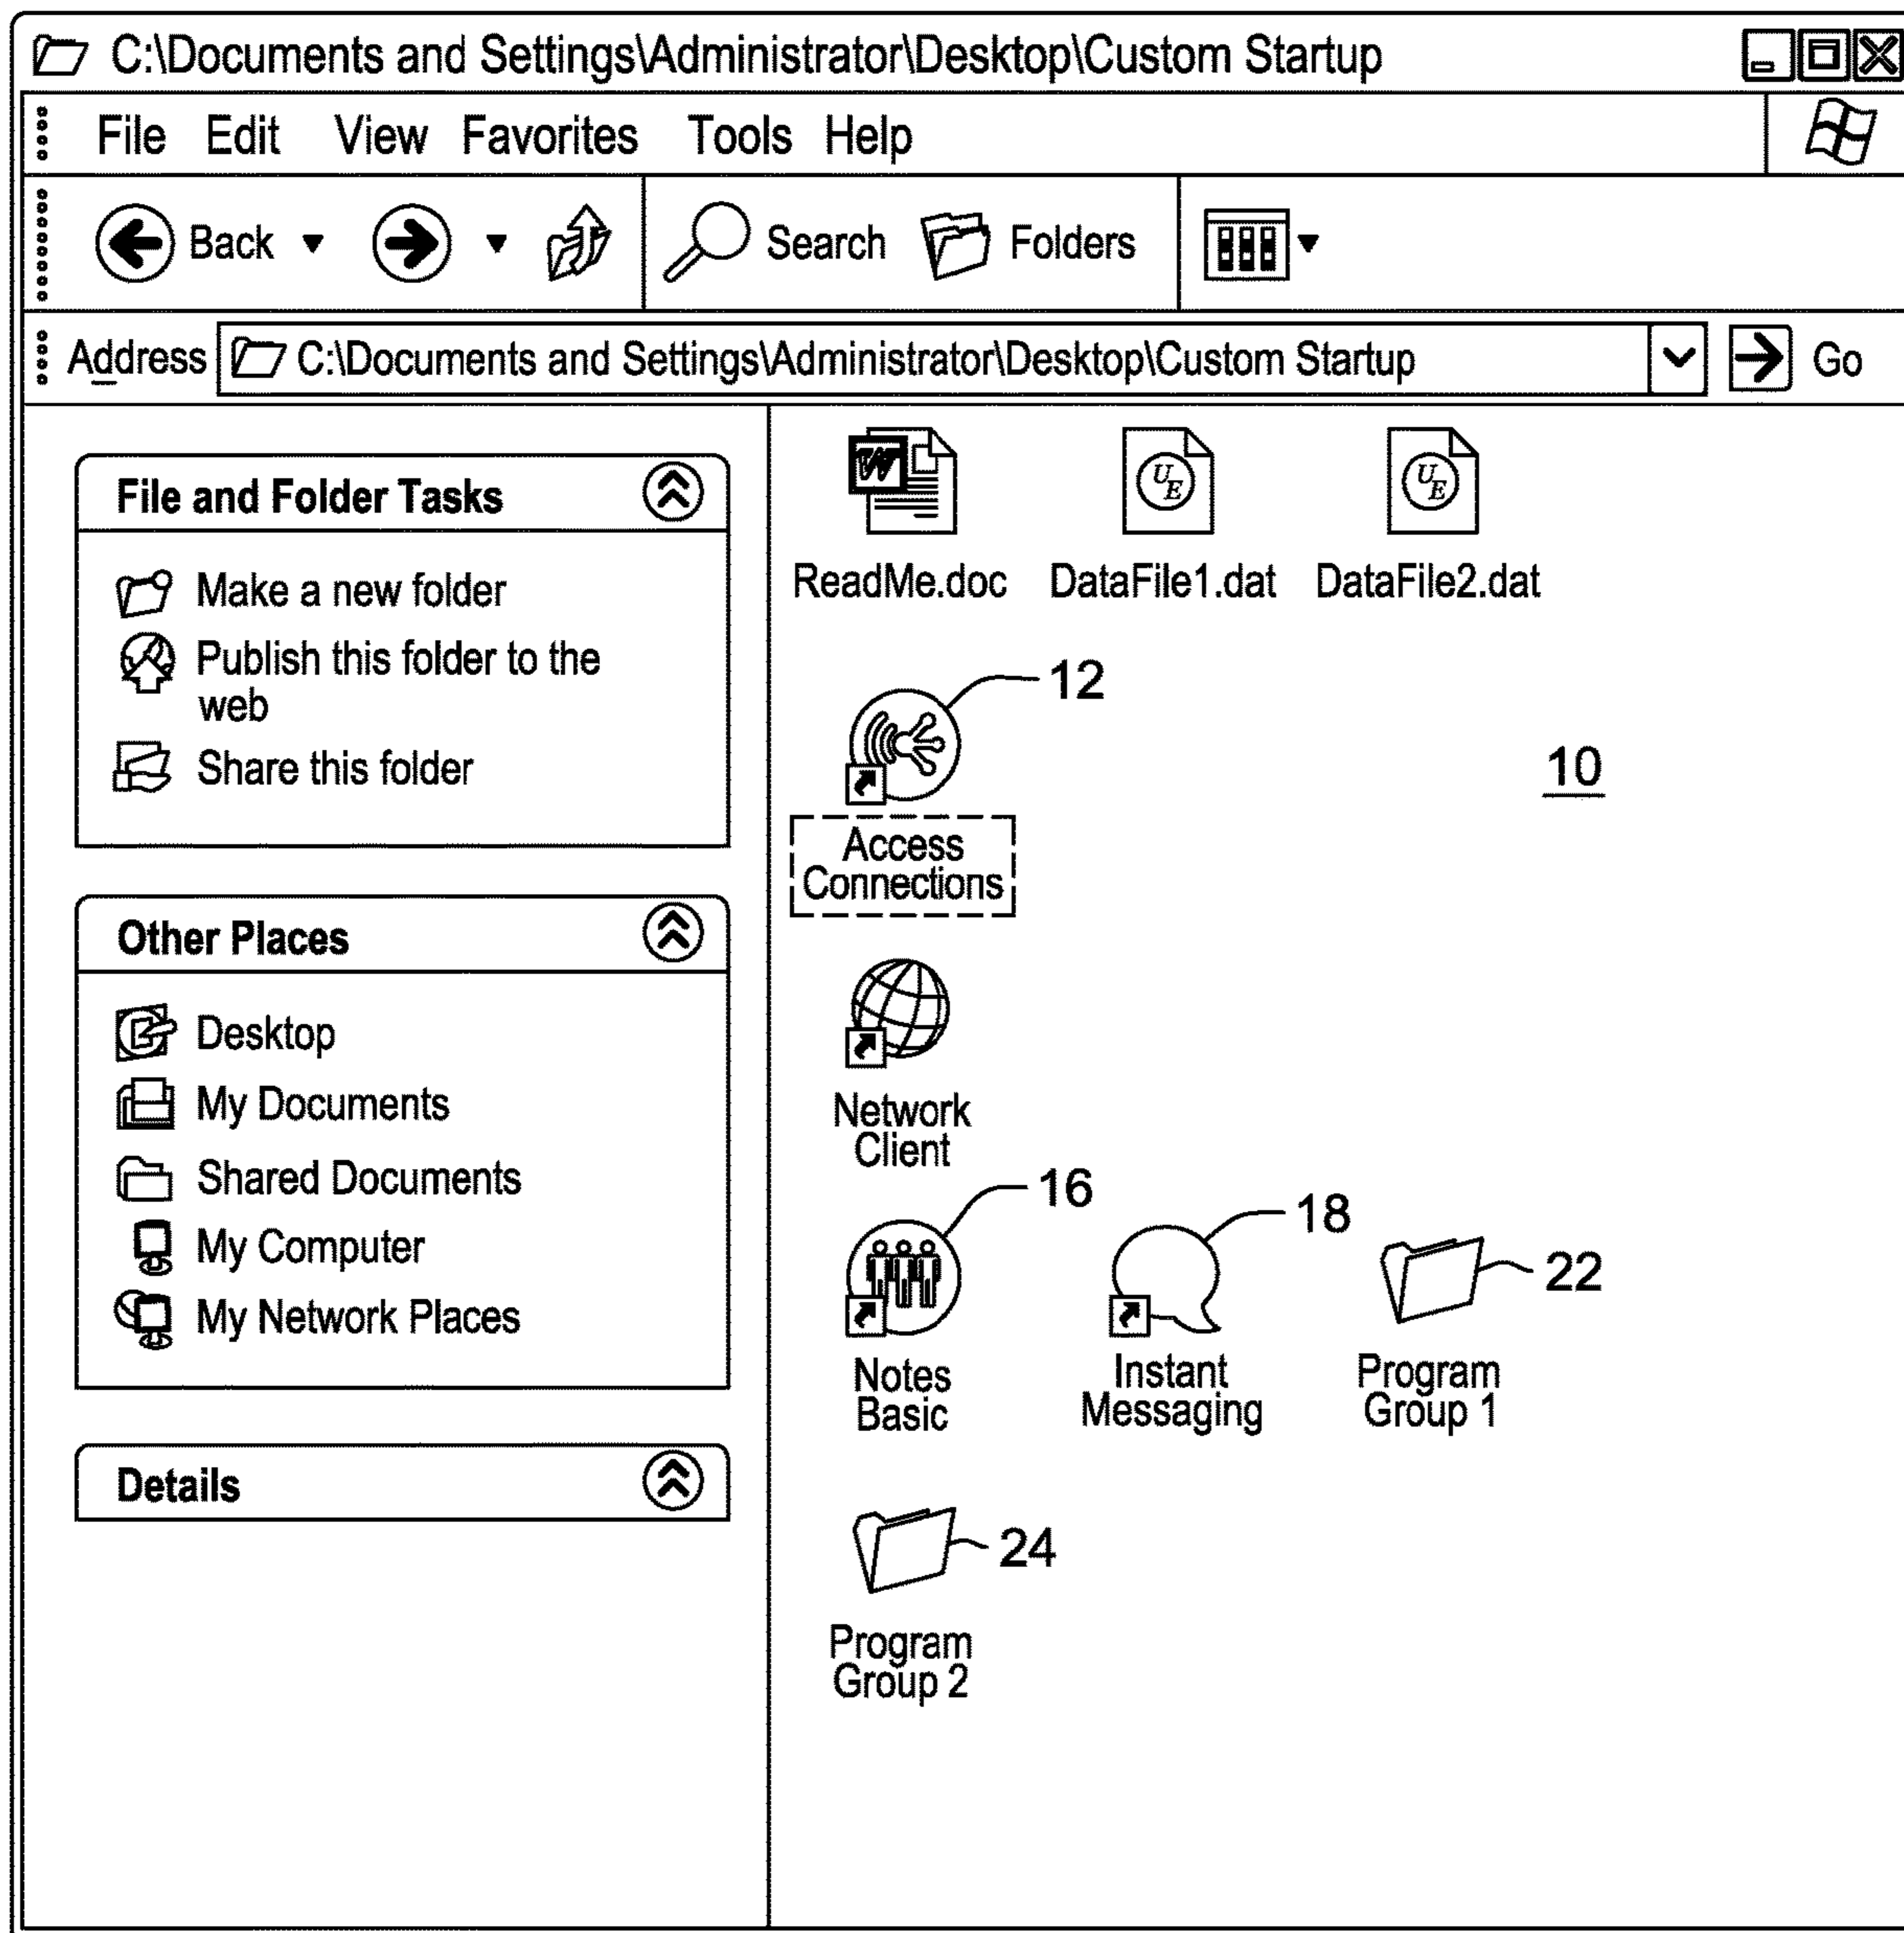 C:\Documents and Settings\Administrator\Desktop\Custom Startup
File Edit View Favorites Tools Help
Back Search Folders
Address C:\Documents and Settings\Administrator\Desktop\Custom Startup Go
File and Folder Tasks
Make a new folder
Publish this folder to the
web
Share this folder
Other Places
Desktop
My Documents
Shared Documents
My Computer
My Network Places
Details
W UE UE
ReadMe.doc DataFile1.dat DataFile2.dat
12
10
Access
Connections
Network
Client
16 18 22
Notes
Basic
Instant
Messaging
Program
Group 1
24
Program
Group 2